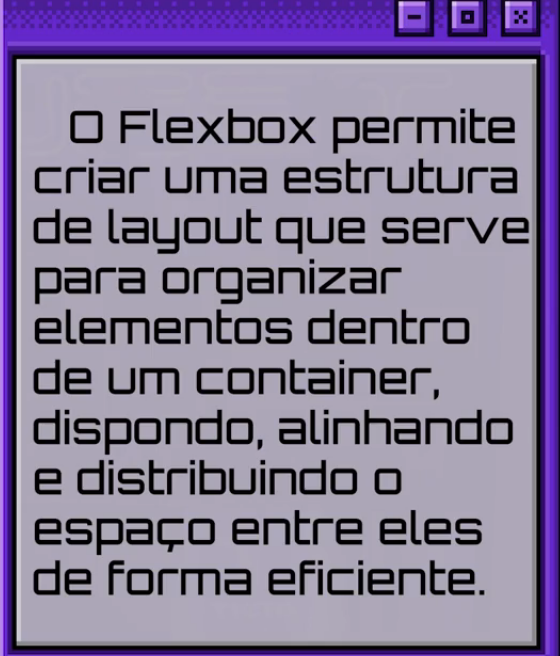 O Flexbox permite
criar uma estrutura
de layout que serve
para organizar
elementos dentro
de um container,
dispondo, alinhando
e distribuindo o
espaço entre eles
de forma eficiente.